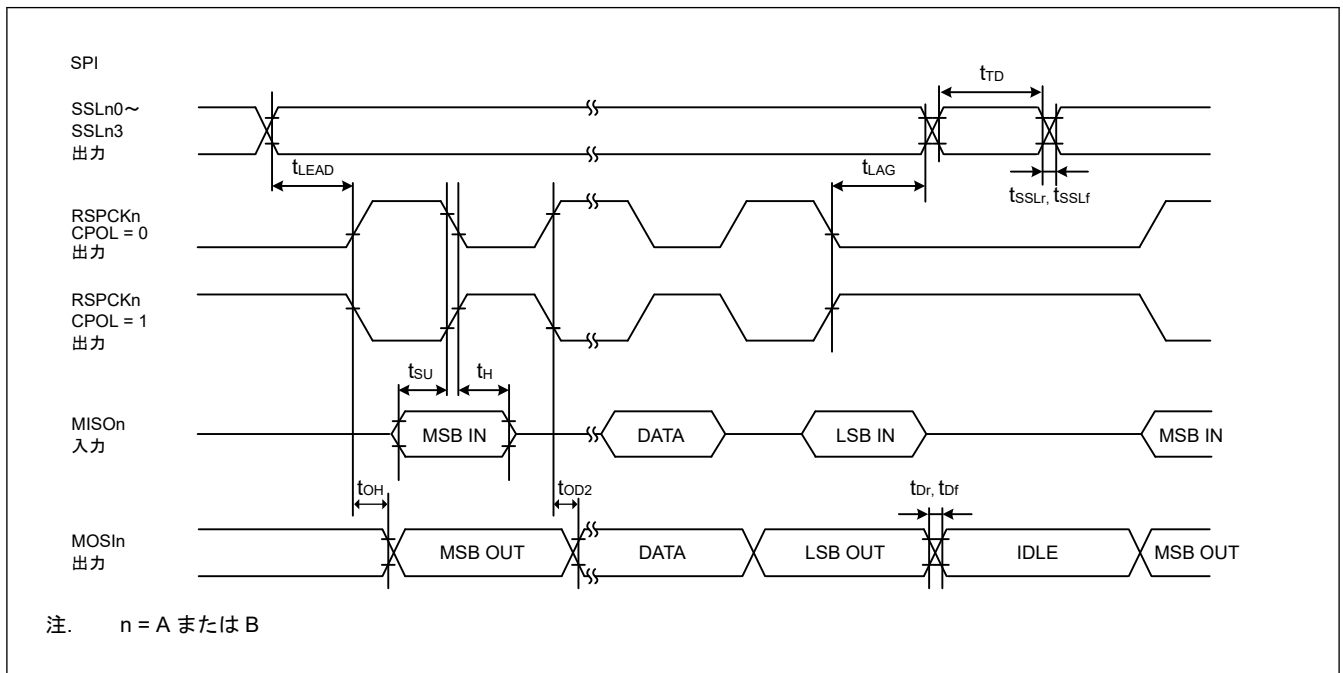 SPI
SSLn0～
SSLn3
出力
tTD
tLEAD
tLAG
tSSLr, tSSLf
RSPCKn
CPOL = 0
出力
RSPCKn
CPOL = 1
出力
tSU
tH
MISOn
入力
MSB IN
DATA
LSB IN
MSB IN
tOH
tOD2
tDr, tDf
MOSIn
出力
MSB OUT
DATA
LSB OUT
IDLE
MSB OUT
注. n = A または B